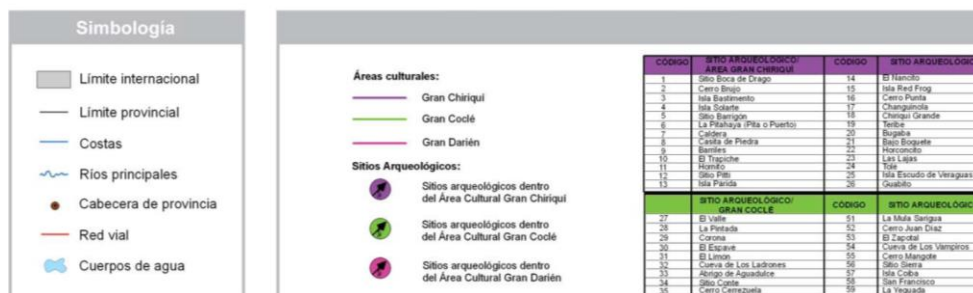 Simbología
Límite internacional
Límite provincial
Costas
Ríos principales
Cabecera de provincia
Red vial
Cuerpos de agua
Áreas culturales:
Gran Chiriquí
Gran Coclé
Gran Darién
Sitios Arqueológicos:
Sitios arqueológicos dentro
del Área Cultural Gran Chiriquí
Sitios arqueológicos dentro
del Área Cultural Gran Coclé
Sitios arqueológicos dentro
del Área Cultural Gran Darién
CÓDIGO SITIO ARQUEOLÓGICO/ CÓDIGO SITIO ARQUEOLÓGIC
ÁREA GRAN CHIRIQUÍ
1 Sitio Boca de Drago 14 El Nancito
2 Cerro Brujo 15 Isla Red Frog
3 Isla Bastimento 16 Cerro Punta
4 Isla Solarte 17 Changuinola
5 Sitio Barrigón 18 Chiriquí Grande
6 La Pitahaya (Pita o Puerto) 19 Teribe
7 Caldera 20 Bugaba
8 Casita de Piedra 21 Bajo Boquete
9 Barriles 22 Horconcito
10 El Trapiche 23 Las Lajas
11 Hornito 24 Tolé
12 Sitio Pitti 25 Isla Escudo de Veraguas
13 Isla Parida 26 Guabito
SITIO ARQUEOLÓGICO/ CÓDIGO SITIO ARQUEOLÓGIC
GRAN COCLÉ
27 El Valle 51 La Mula Sarigua
28 La Pintada 52 Cerro Juan Díaz
29 Corona 53 El Zapotal
30 El Espavé 54 Cueva de Los Vampiros
31 El Limón 55 Cerro Mangote
32 Cueva de Los Ladrones 56 Sitio Sierra
33 Abrigo de Aguadulce 57 Isla Coiba
34 Sitio Conte 58 San Francisco
35 Cerro Cerrezuela 59 La Yeguada